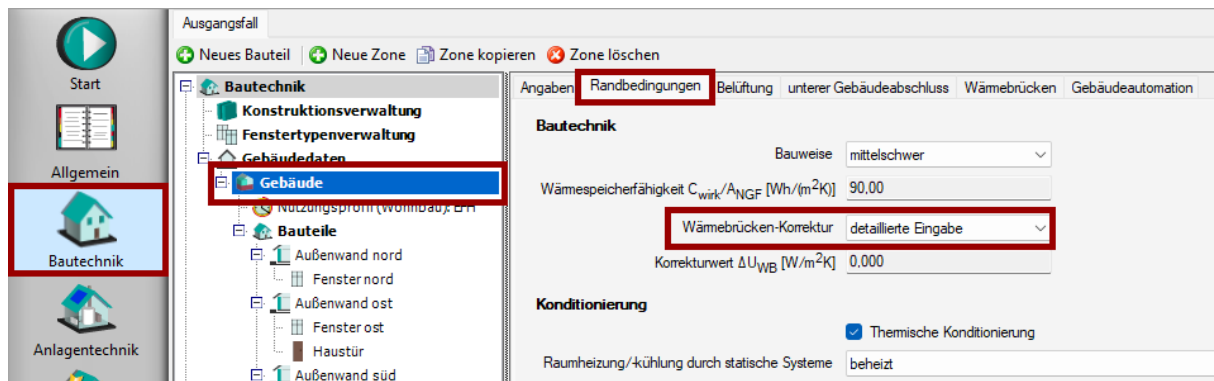 Ausgangsfall
Neues Bauteil Neue Zone Zone kopieren Zone löschen
Start
Allgemein
Bautechnik
Anlagentechnik
Bautechnik
Konstruktionsverwaltung
Fenstertypenverwaltung
Gebäudedaten
Gebäude
Nutzungsprofil (Wohnbau): EFH
Bauteile
Außenwand nord
Fenster nord
Außenwand ost
Fenster ost
Haustür
Außenwand süd
Angaben Randbedingungen Belüftung unterer Gebäudeabschluss Wärmebrücken Gebäudeautomation
Bautechnik
Bauweise mittelschwer
Wärmespeicherfähigkeit Cwirk/ANGF [Wh/(m²K)] 90,00
Wärmebrücken-Korrektur detaillierte Eingabe
Korrekturwert ΔUWB [W/m²K] 0,000
Konditionierung
Thermische Konditionierung
Raumheizung/-kühlung durch statische Systeme beheizt